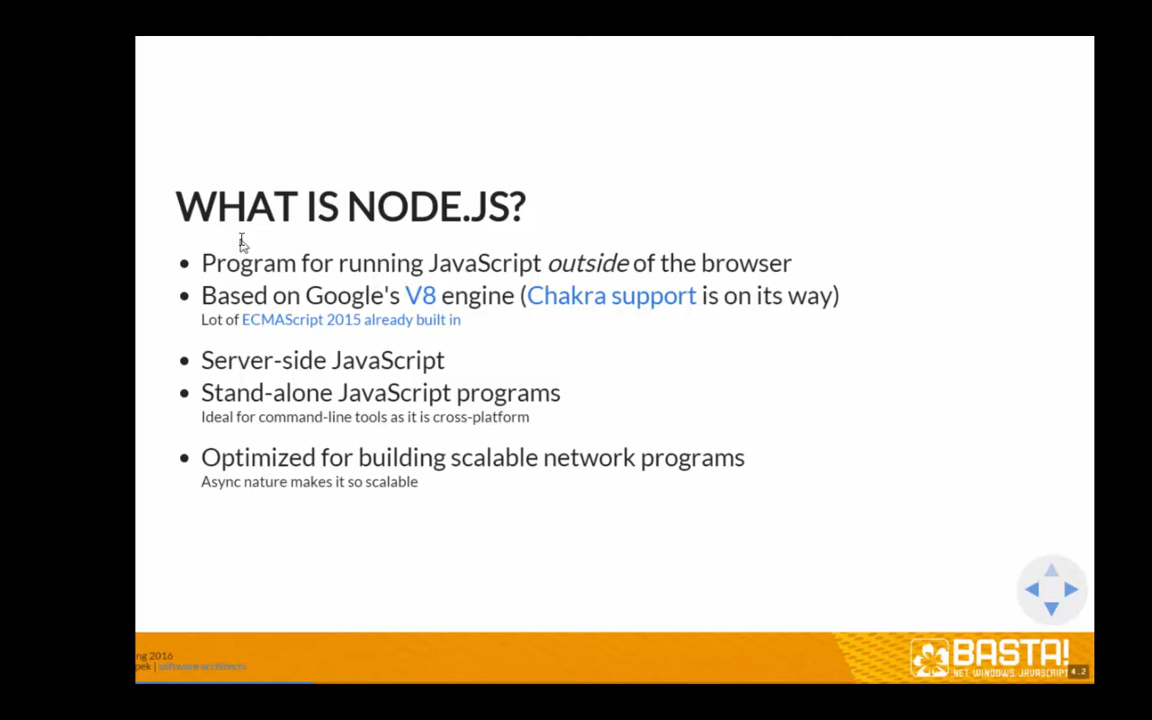 WHAT IS NODE.JS?
Program for running JavaScript outside of the browser
Based on Google's V8 engine (Chakra support is on its way)
Lot of ECMAScript 2015 already built in
Server-side JavaScript
Stand-alone JavaScript programs
Ideal for command-line tools as it is cross-platform
Optimized for building scalable network programs
Async nature makes it so scalable
ng 2016
pek | software architects
BASTA!
.NET, WINDOWS, JAVASCRIPT
4.2